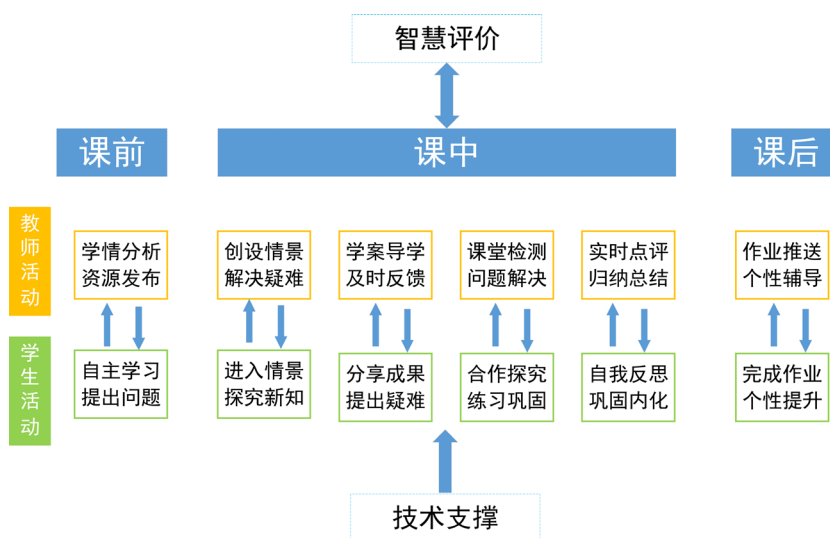 智慧评价
课前
课中
课后
教师活动
学情分析
资源发布
创设情景
解决疑难
学案导学
及时反馈
课堂检测
问题解决
实时点评
归纳总结
作业推送
个性辅导
学生活动
自主学习
提出问题
进入情景
探究新知
分享成果
提出疑难
合作探究
练习巩固
自我反思
巩固内化
完成作业
个性提升
技术支撑